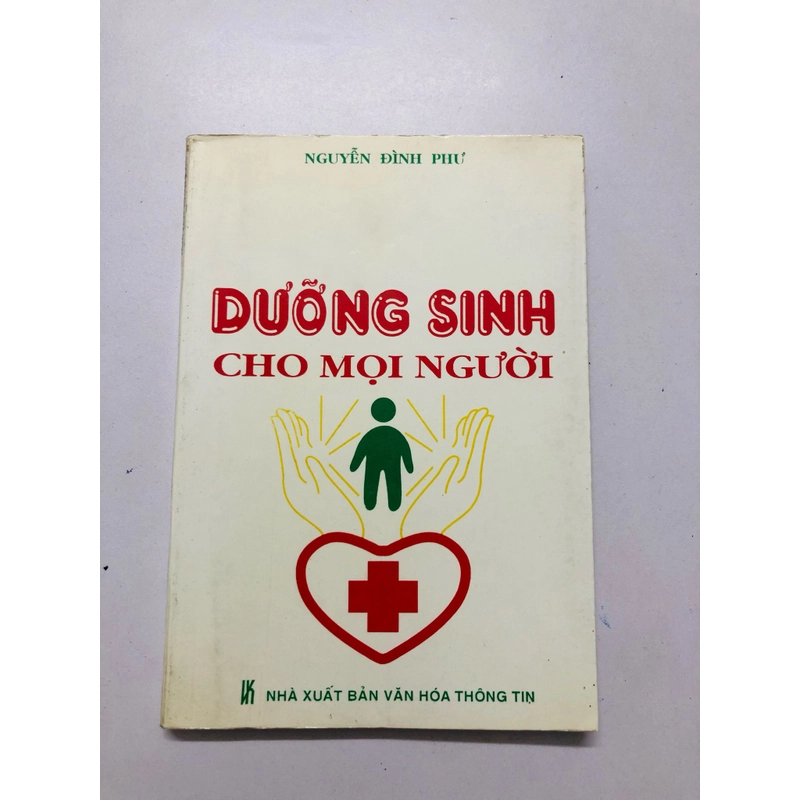 NGUYỄN ĐÌNH PHƯ
DƯỠNG SINH
CHO MỌI NGƯỜI
NHÀ XUẤT BẢN VĂN HÓA THÔNG TIN